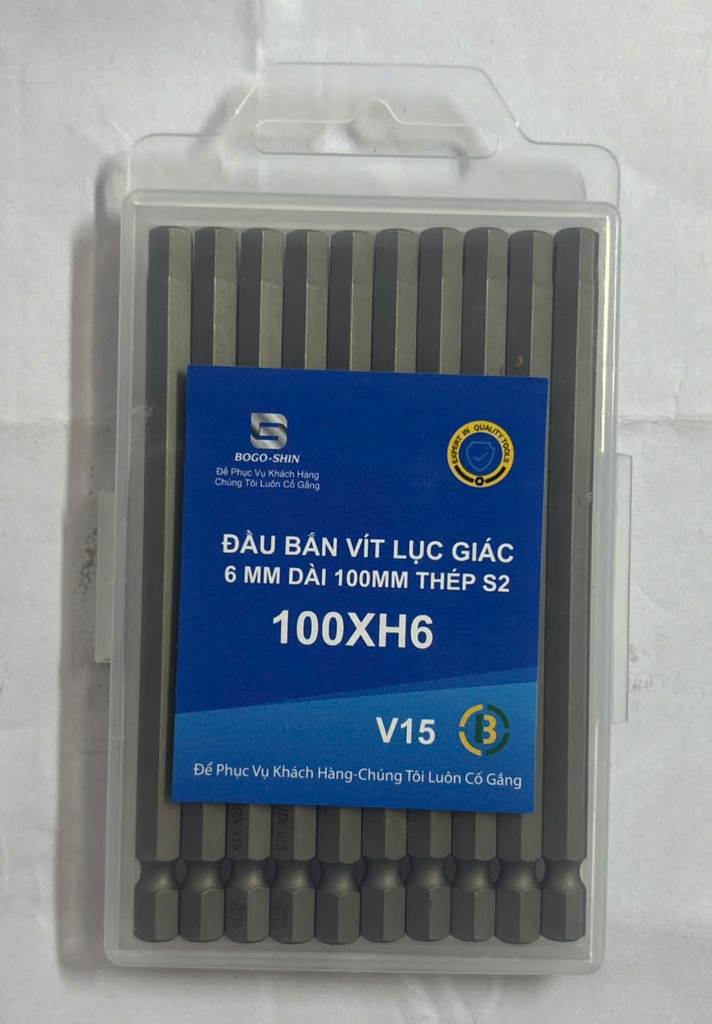 BOGO-SHIN
Để Phục Vụ Khách Hàng
Chúng Tôi Luôn Cố Gắng
EXPERT IN QUALITY TOOLS
ĐẦU BẮN VÍT LỤC GIÁC
6 MM DÀI 100MM THÉP S2
100XH6
V15 B
Để Phục Vụ Khách Hàng-Chúng Tôi Luôn Cố Gắng
V15